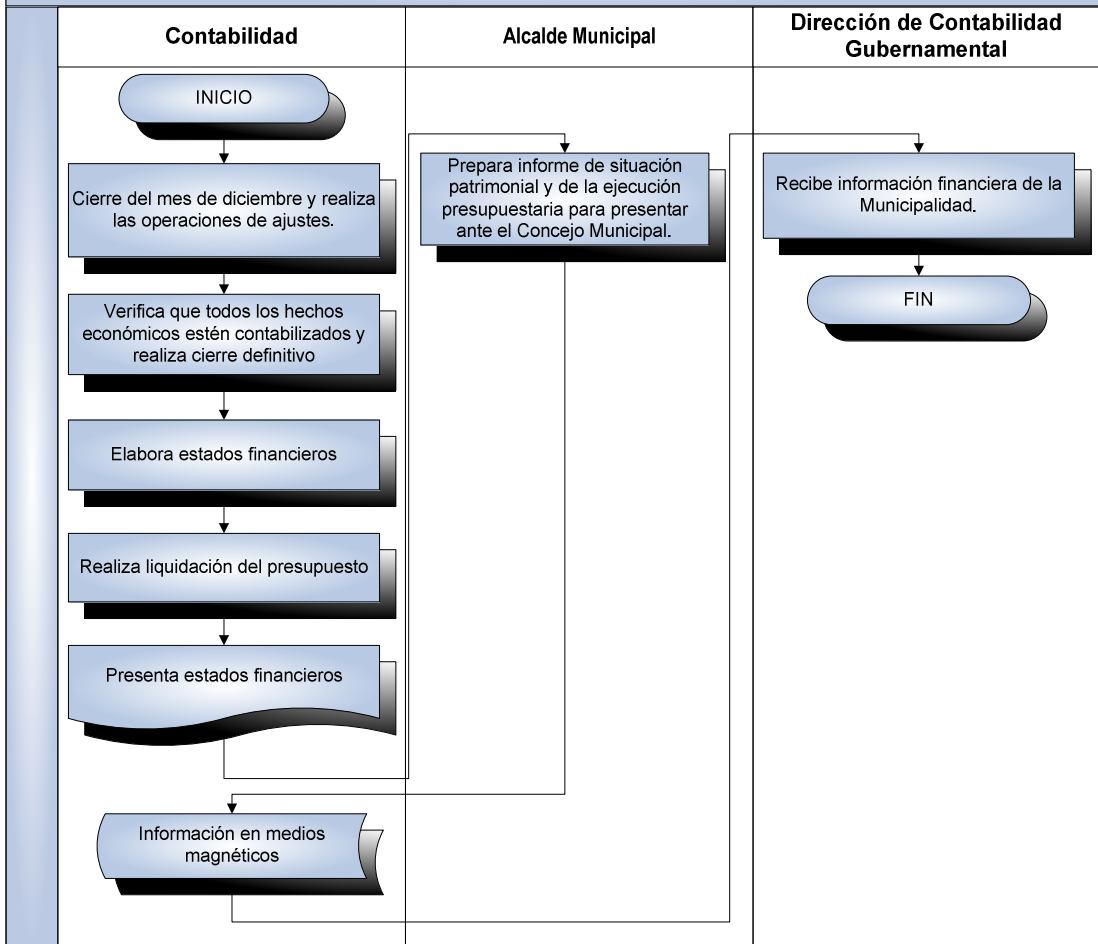 Contabilidad
Alcalde Municipal
Dirección de Contabilidad
Gubernamental
INICIO
Cierre del mes de diciembre y realiza
las operaciones de ajustes.
Verifica que todos los hechos
económicos estén contabilizados y
realiza cierre definitivo
Elabora estados financieros
Realiza liquidación del presupuesto
Presenta estados financieros
Información en medios
magnéticos
Prepara informe de situación
patrimonial y de la ejecución
presupuestaria para presentar
ante el Concejo Municipal.
Recibe información financiera de la
Municipalidad.
FIN